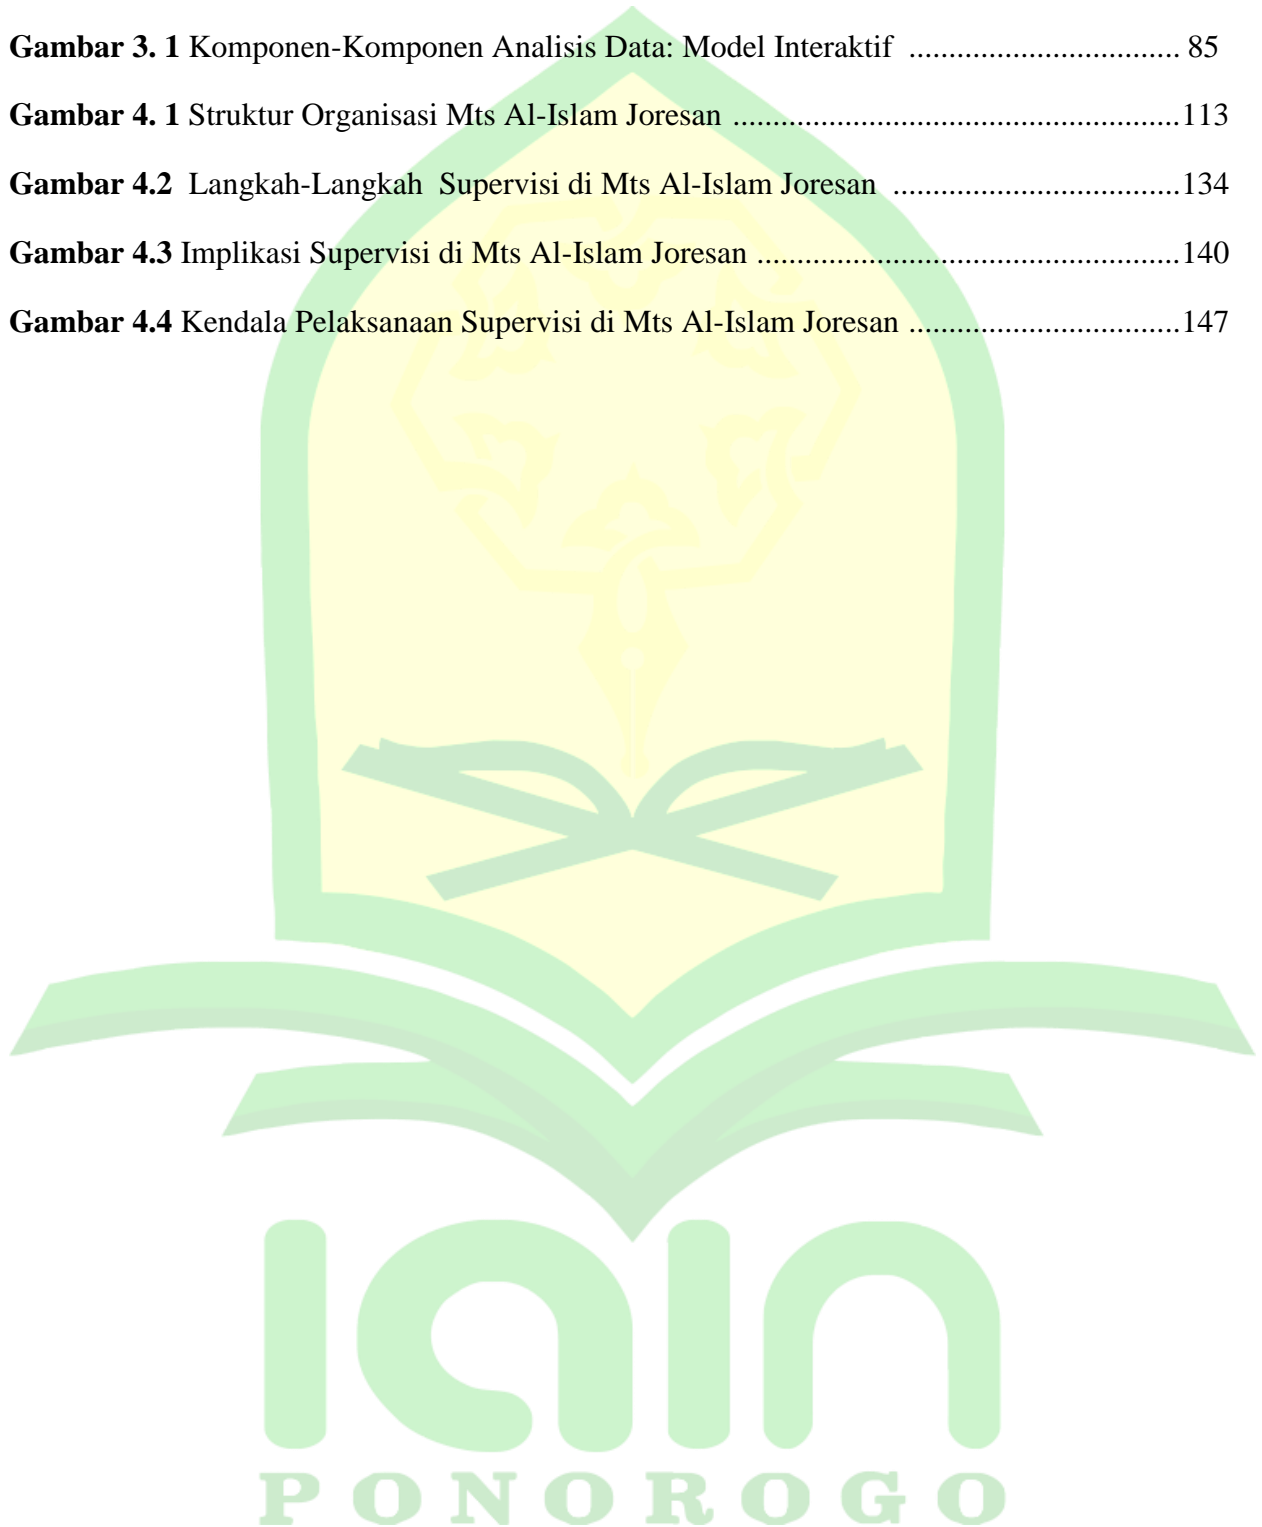 Gambar 3. 1 Komponen-Komponen Analisis Data: Model Interaktif ................................. 85
Gambar 4. 1 Struktur Organisasi Mts Al-Islam Joresan .......................................................113
Gambar 4.2 Langkah-Langkah Supervisi di Mts Al-Islam Joresan ...................................134
Gambar 4.3 Implikasi Supervisi di Mts Al-Islam Joresan ....................................................140
Gambar 4.4 Kendala Pelaksanaan Supervisi di Mts Al-Islam Joresan .................................147
iain
PONOROGO